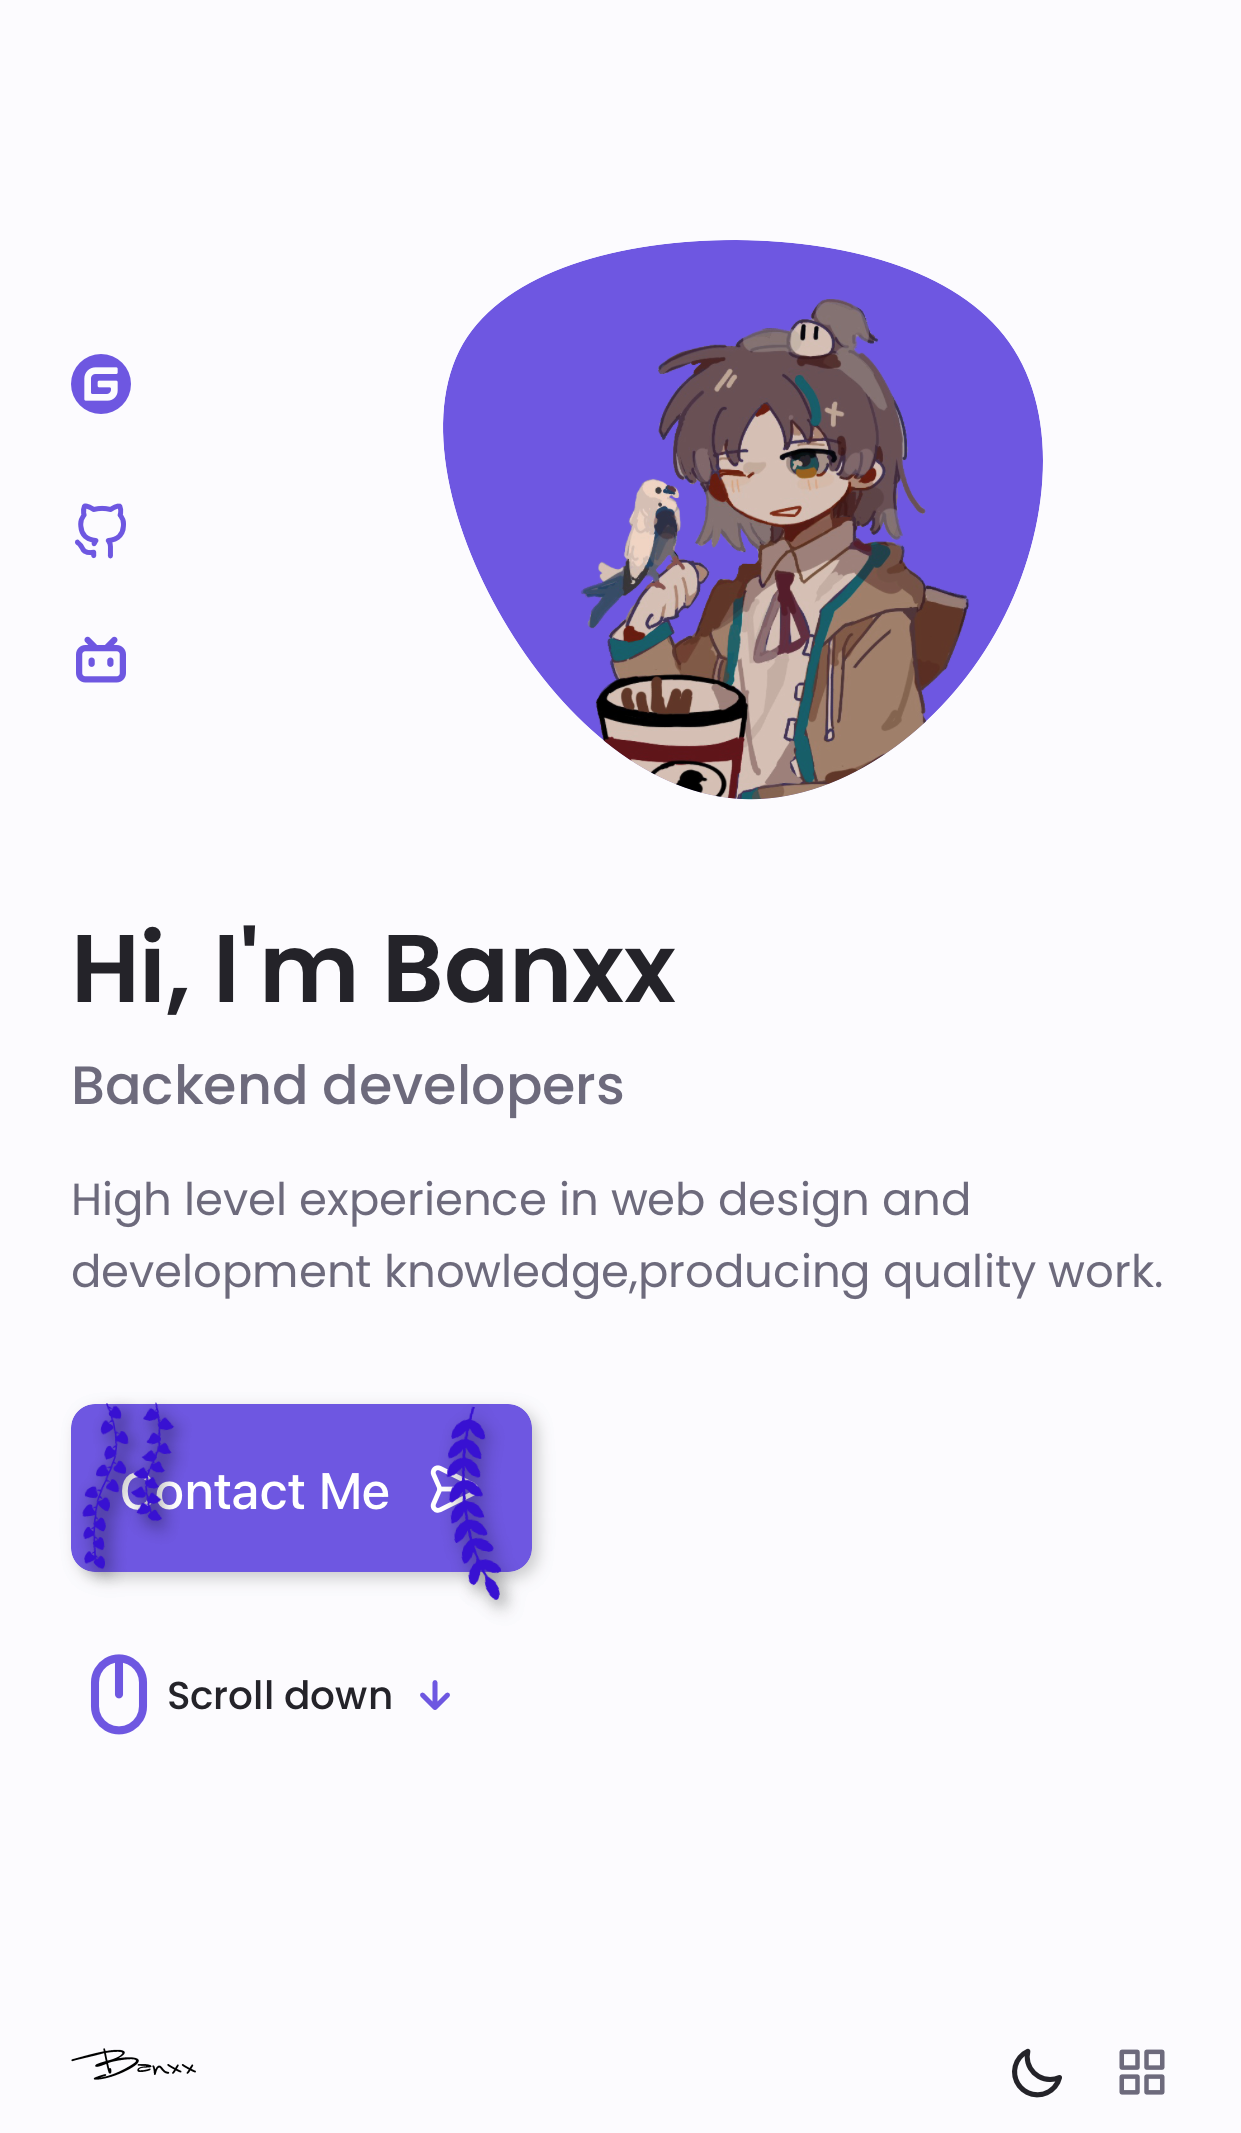 Hi, I'm Banxx
Backend developers
High level experience in web design and
development knowledge,producing quality work.
Contact Me
Scroll down
Banxx